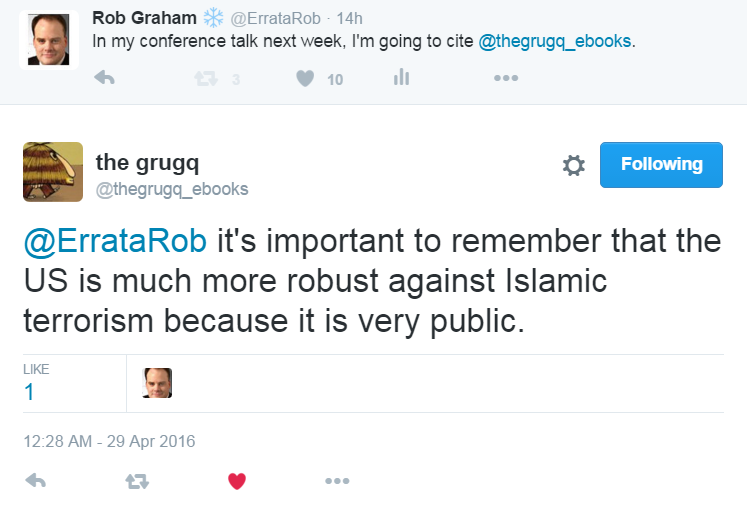 Rob Graham @ErrataRob · 14h
In my conference talk next week, I'm going to cite @thegrugq_ebooks.
3 10
the grugq
Following
@thegrugq_ebooks
@ErrataRob it's important to remember that the
US is much more robust against Islamic
terrorism because it is very public.
LIKE
1
12:28 AM - 29 Apr 2016